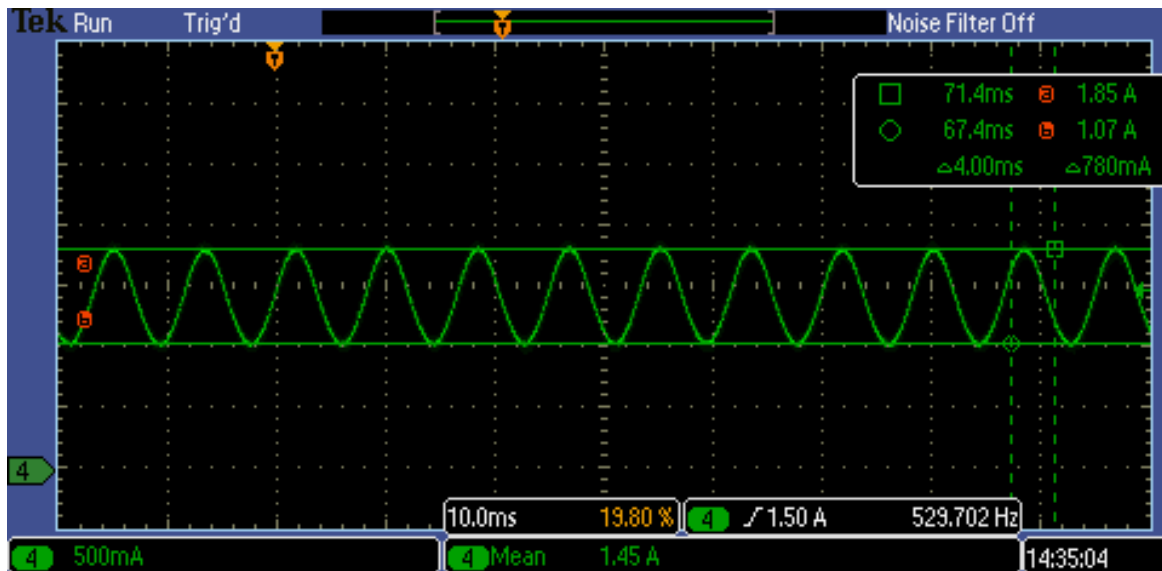 Tek Run Trig'd Noise Filter Off
T
T
71.4ms a 1.85 A
67.4ms b 1.07 A
△4.00ms △780mA
a
b
4
10.0ms 19.80 % 4 1.50 A 529.702 Hz
4 500mA 4 Mean 1.45 A 14:35:04